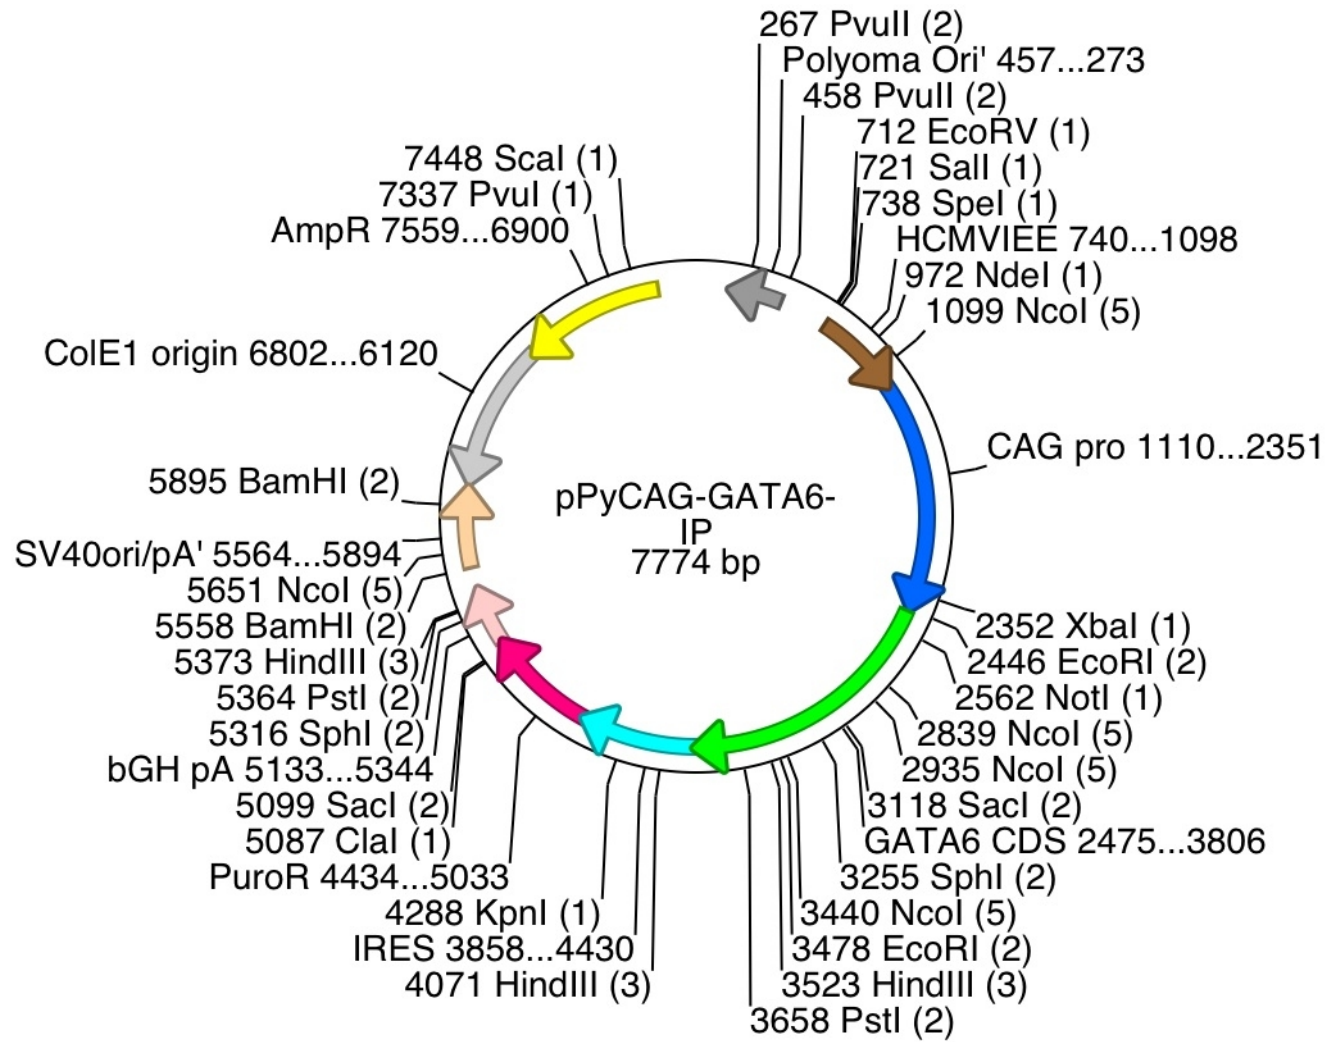 267 PvuII (2)
Polyoma Ori' 457...273
458 PvuII (2)
712 EcoRV (1)
721 SalI (1)
738 SpeI (1)
HCMVIEE 740...1098
972 NdeI (1)
1099 NcoI (5)
CAG pro 1110...2351
2352 XbaI (1)
2446 EcoRI (2)
2562 NotI (1)
2839 NcoI (5)
2935 NcoI (5)
3118 SacI (2)
GATA6 CDS 2475...3806
3255 SphI (2)
3440 NcoI (5)
3478 EcoRI (2)
3523 HindIII (3)
3658 PstI (2)
4071 HindIII (3)
IRES 3858...4430
4288 KpnI (1)
PuroR 4434...5033
5087 ClaI (1)
5099 SacI (2)
bGH pA 5133...5344
5316 SphI (2)
5364 PstI (2)
5373 HindIII (3)
5558 BamHI (2)
5651 NcoI (5)
SV40ori/pA' 5564...5894
5895 BamHI (2)
ColE1 origin 6802...6120
AmpR 7559...6900
7337 PvuI (1)
7448 ScaI (1)
pPyCAG-GATA6-
IP
7774 bp